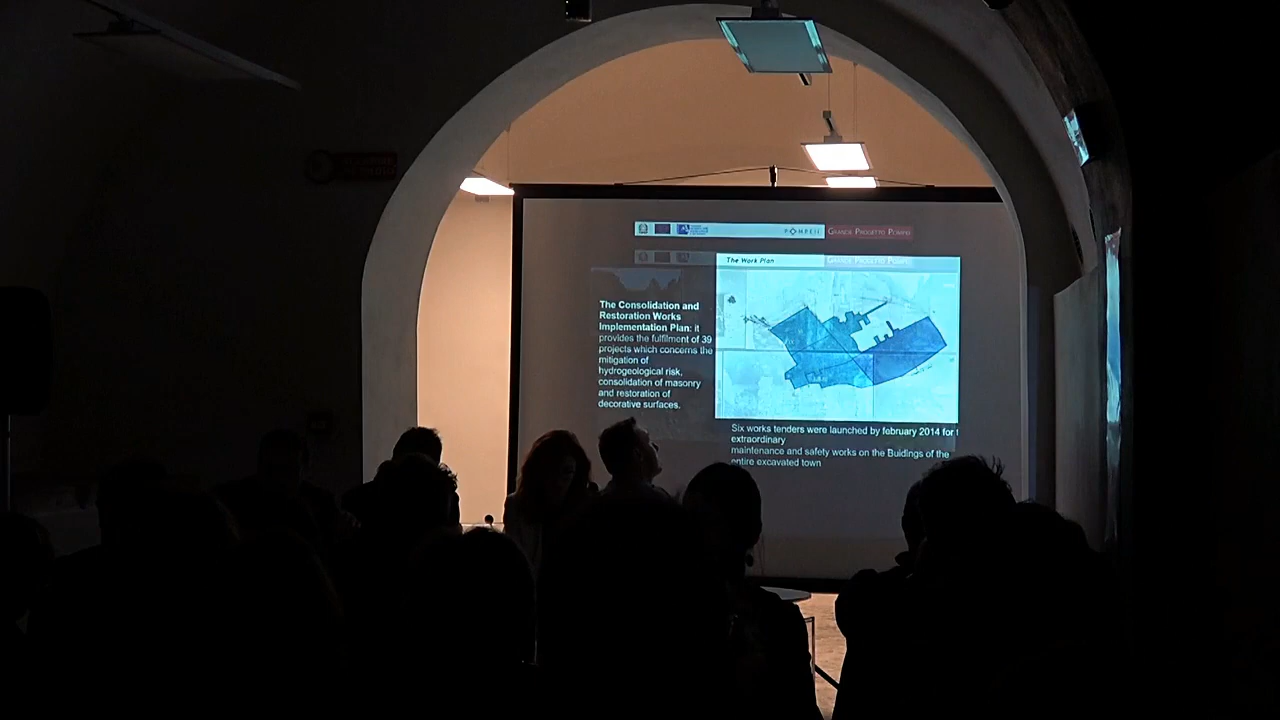 POMPEII
GRANDE PROGETTO POMPEI
The Work Plan
GRANDE PROGETTO POMPEI
The Consolidation and
Restoration Works
Implementation Plan: it
provides the fulfilment of 39
projects which concerns the
mitigation of
hydrogeological risk,
consolidation of masonry
and restoration of
decorative surfaces.
Six works tenders were launched by february 2014 for
extraordinary
maintenance and safety works on the Buidings of the
entire excavated town